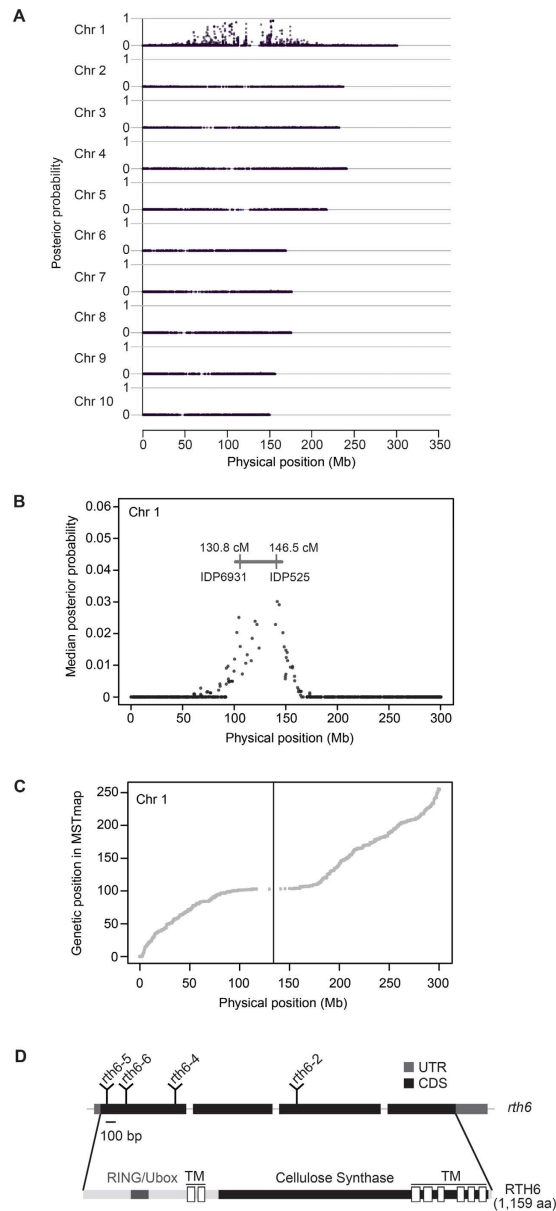 A
Posterior probability
Chr 1
1
0
Chr 2
1
0
Chr 3
1
0
Chr 4
1
0
Chr 5
1
0
Chr 6
1
0
Chr 7
1
0
Chr 8
1
0
Chr 9
1
0
Chr 10
1
0
0 50 100 150 200 250 300 350
Physical position (Mb)
B
Chr 1
Median posterior probability
0.06
0.05
0.04
0.03
0.02
0.01
0
130.8 cM 146.5 cM
IDP6931 IDP525
0 50 100 150 200 250 300
Physical position (Mb)
C
Chr 1
Genetic position in MSTmap
250
200
150
100
50
0
0 50 100 150 200 250 300
Physical position (Mb)
D
rth6-5 rth6-6 rth6-4 rth6-2
UTR
CDS
rth6
100 bp
RING/Ubox TM Cellulose Synthase TM
RTH6
(1,159 aa)